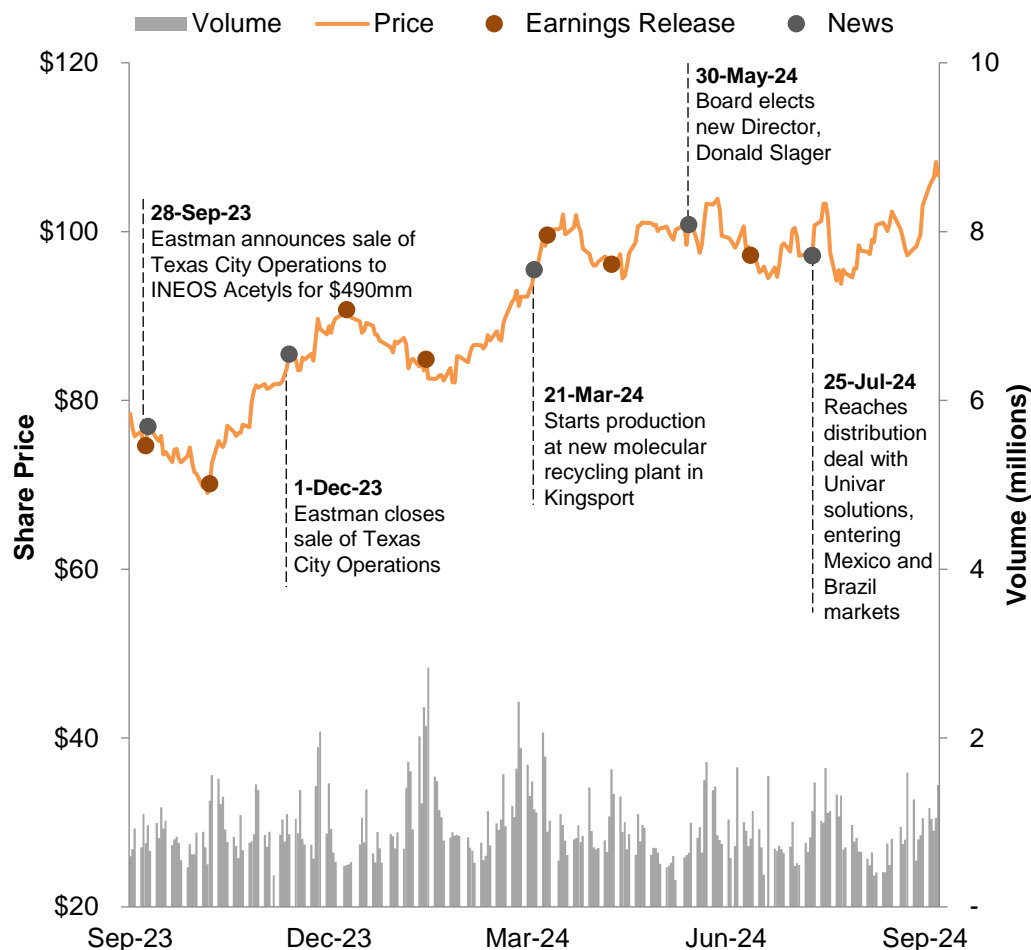 Volume Price Earnings Release News
$120
$100
$80
$60
$40
$20
Share Price
10
8
6
4
2
-
Volume (millions)
28-Sep-23
Eastman announces sale of
Texas City Operations to
INEOS Acetyls for $490mm
1-Dec-23
Eastman closes
sale of Texas
City Operations
21-Mar-24
Starts production
at new molecular
recycling plant in
Kingsport
30-May-24
Board elects
new Director,
Donald Slager
25-Jul-24
Reaches
distribution
deal with
Univar
solutions,
entering
Mexico and
Brazil
markets
Sep-23 Dec-23 Mar-24 Jun-24 Sep-24